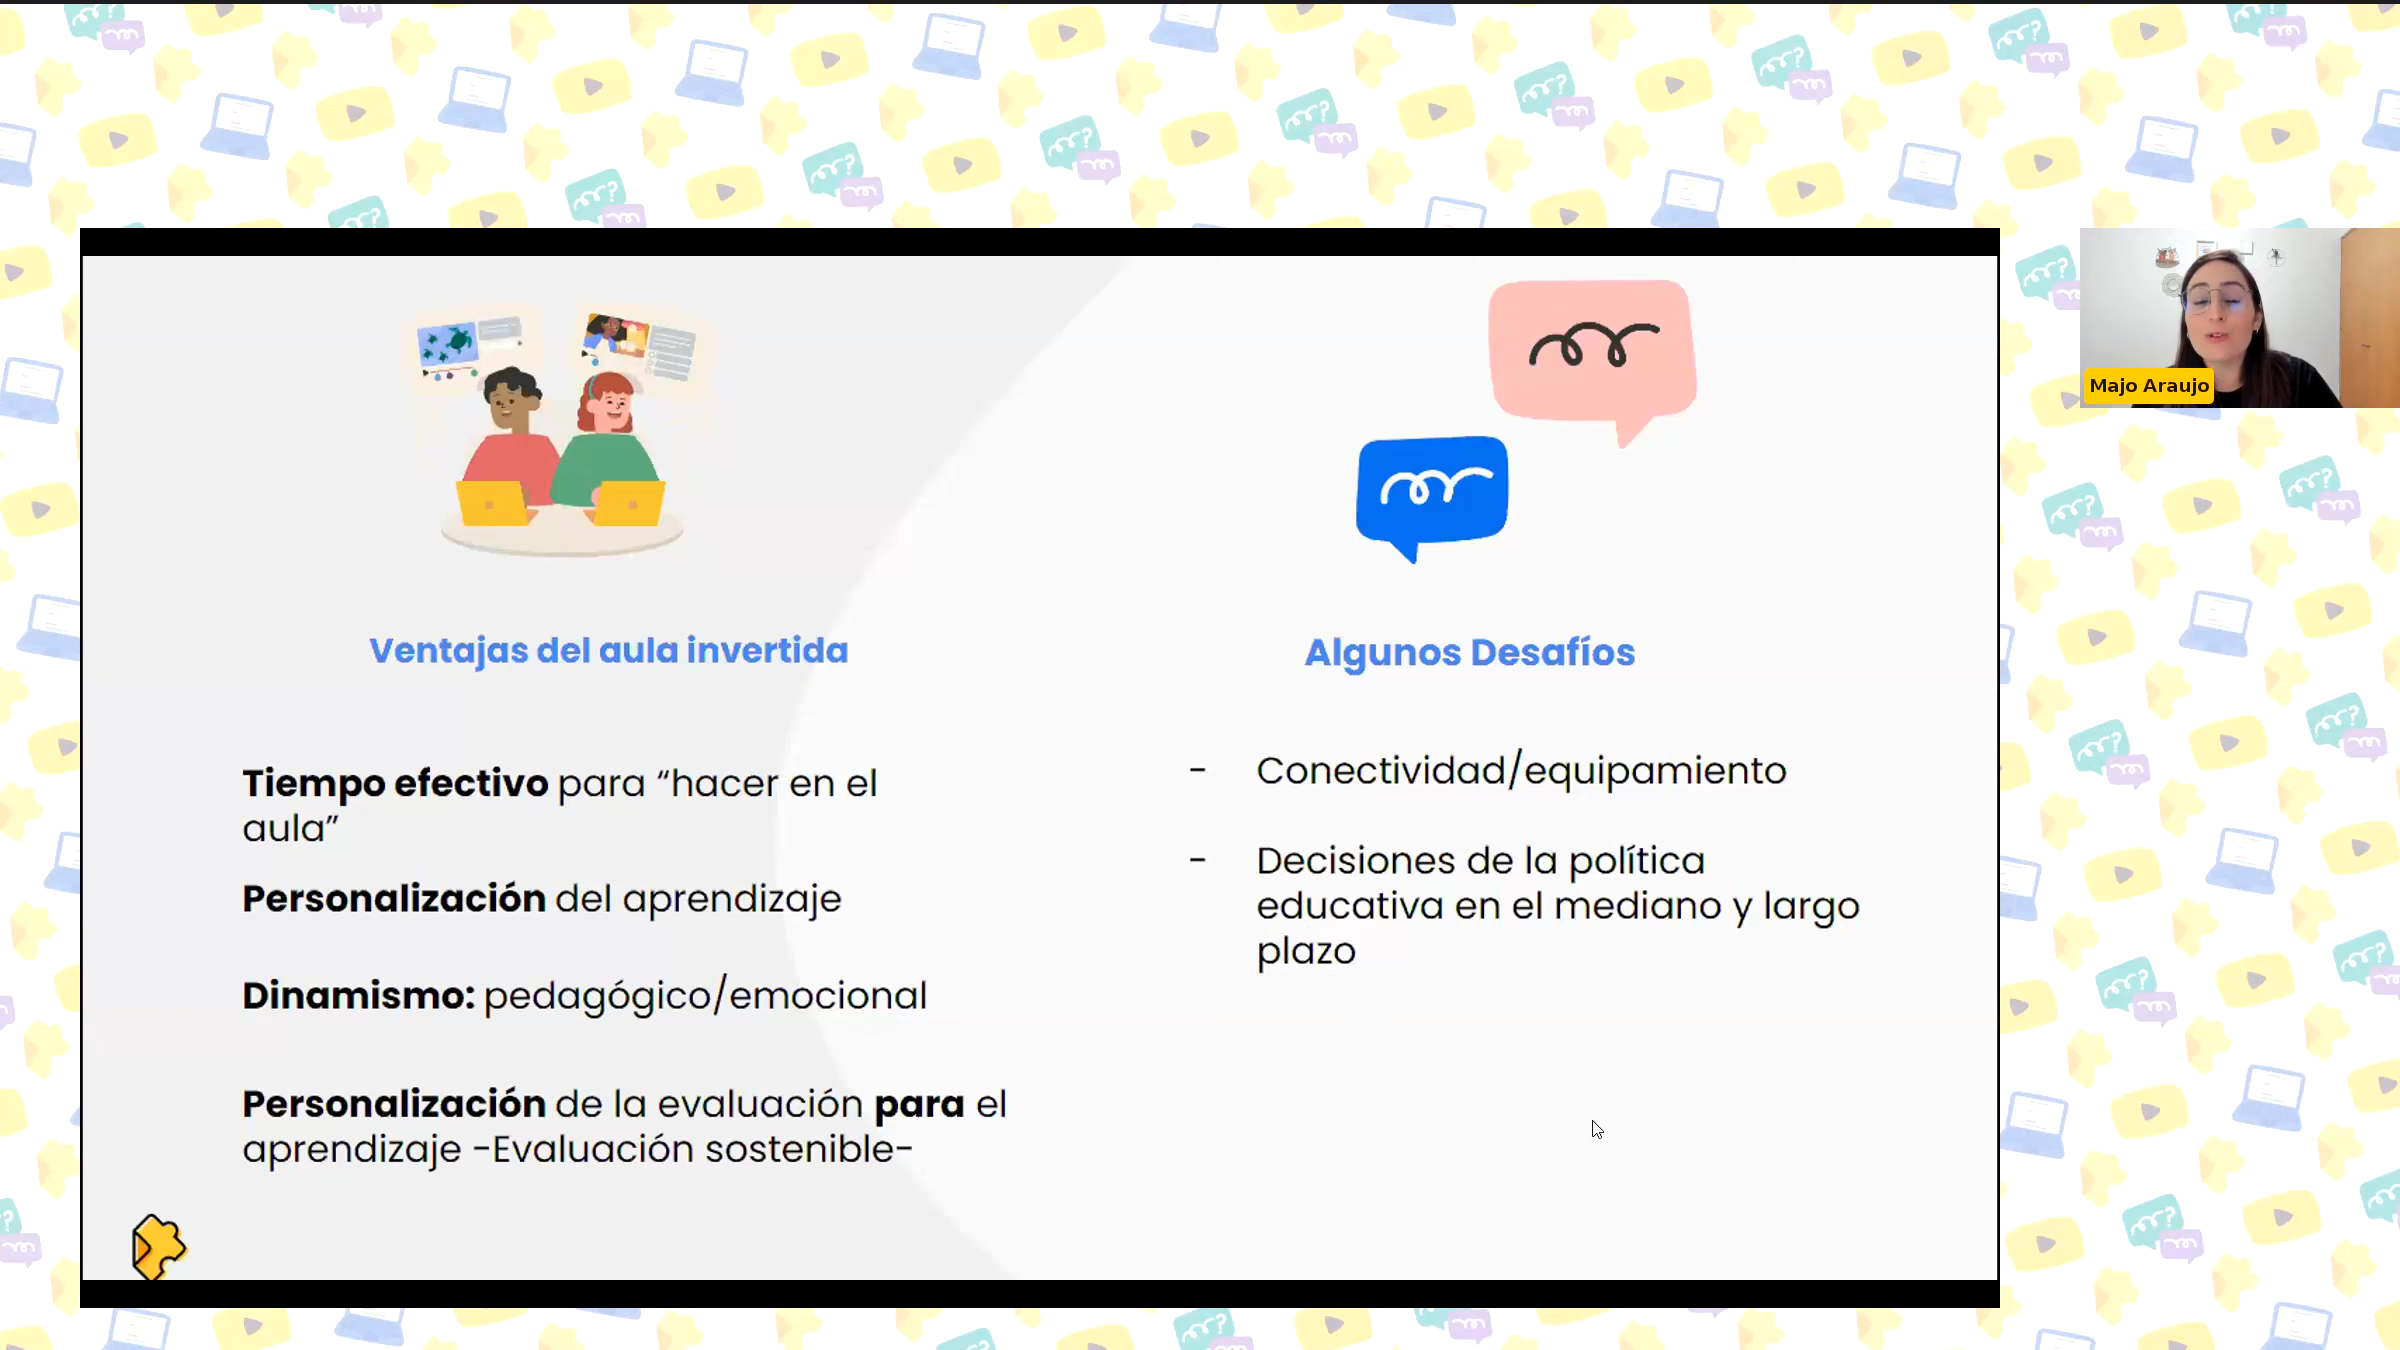 Majo Araujo
Ventajas del aula invertida
Tiempo efectivo para “hacer en el
aula”
Personalización del aprendizaje
Dinamismo: pedagógico/emocional
Personalización de la evaluación para el
aprendizaje -Evaluación sostenible-
Algunos Desafíos
- Conectividad/equipamiento
- Decisiones de la política
educativa en el mediano y largo
plazo